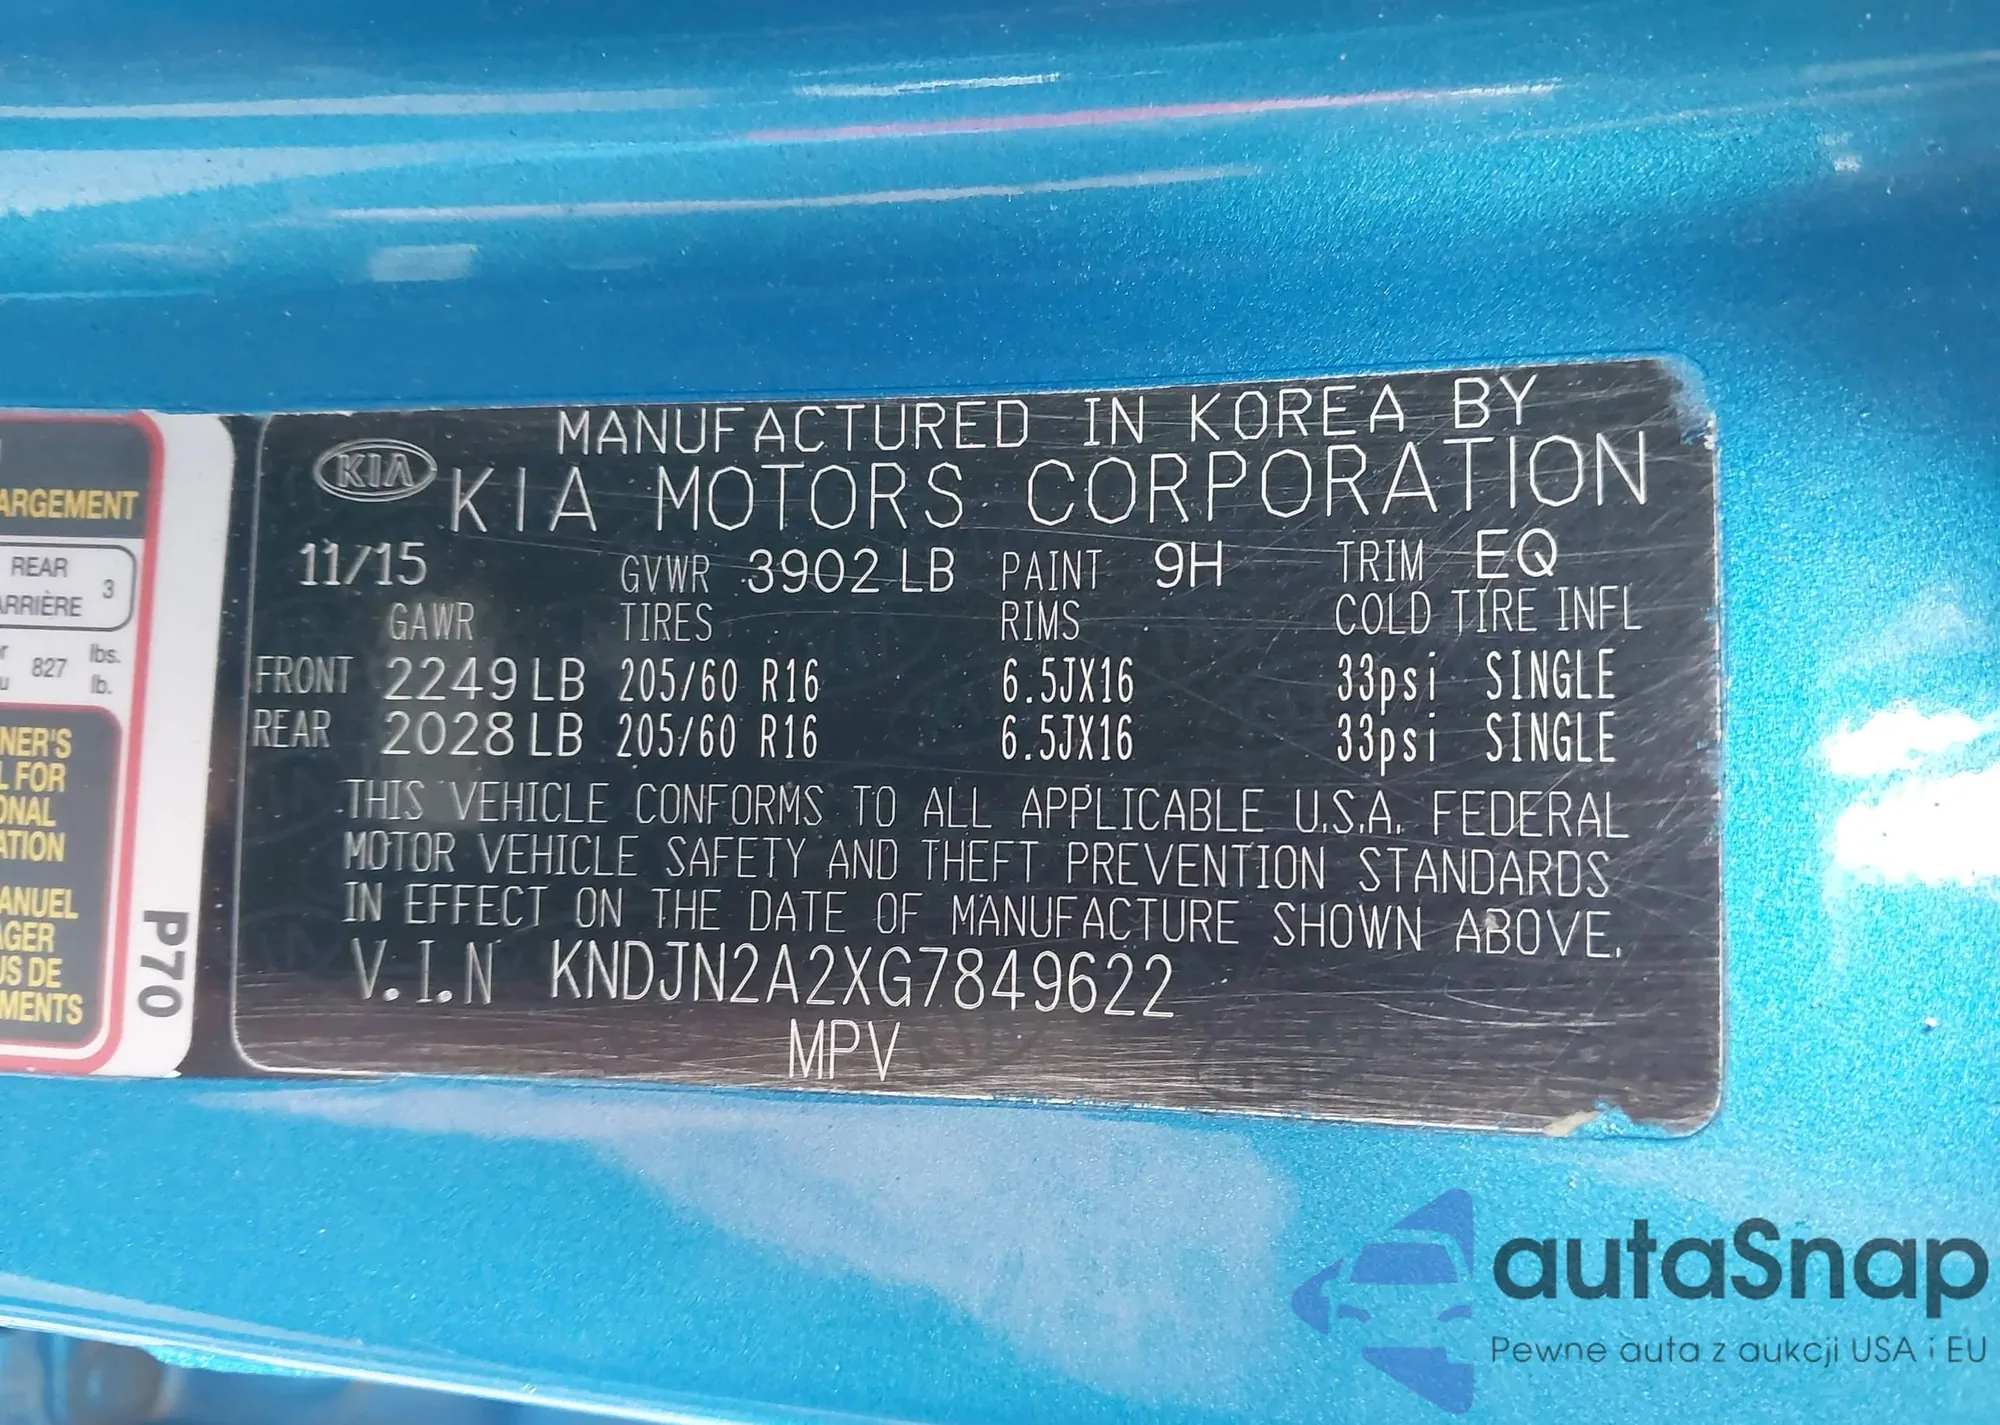 MANUFACTURED IN KOREA BY
KIA KIA MOTORS CORPORATION
11/15 GVWR 3902 LB PAINT 9H TRIM EQ
GAWR TIRES RIMS COLD TIRE INFL
FRONT 2249 LB 205/60 R16 6.5JX16 33psi SINGLE
REAR 2028 LB 205/60 R16 6.5JX16 33psi SINGLE
THIS VEHICLE CONFORMS TO ALL APPLICABLE U.S.A. FEDERAL
MOTOR VEHICLE SAFETY AND THEFT PREVENTION STANDARDS
IN EFFECT ON THE DATE OF MANUFACTURE SHOWN ABOVE.
V.I.N KNDJN2A2XG7849622
MPV
ARGEMENT
REAR 3
ARRIÈRE
827 lbs.
lb.
NER'S
L FOR
ONAL
ATION
ANUEL
AGER
US DE
MENTS
P70
autaSnap
Pewne auta z aukcji USA i EU